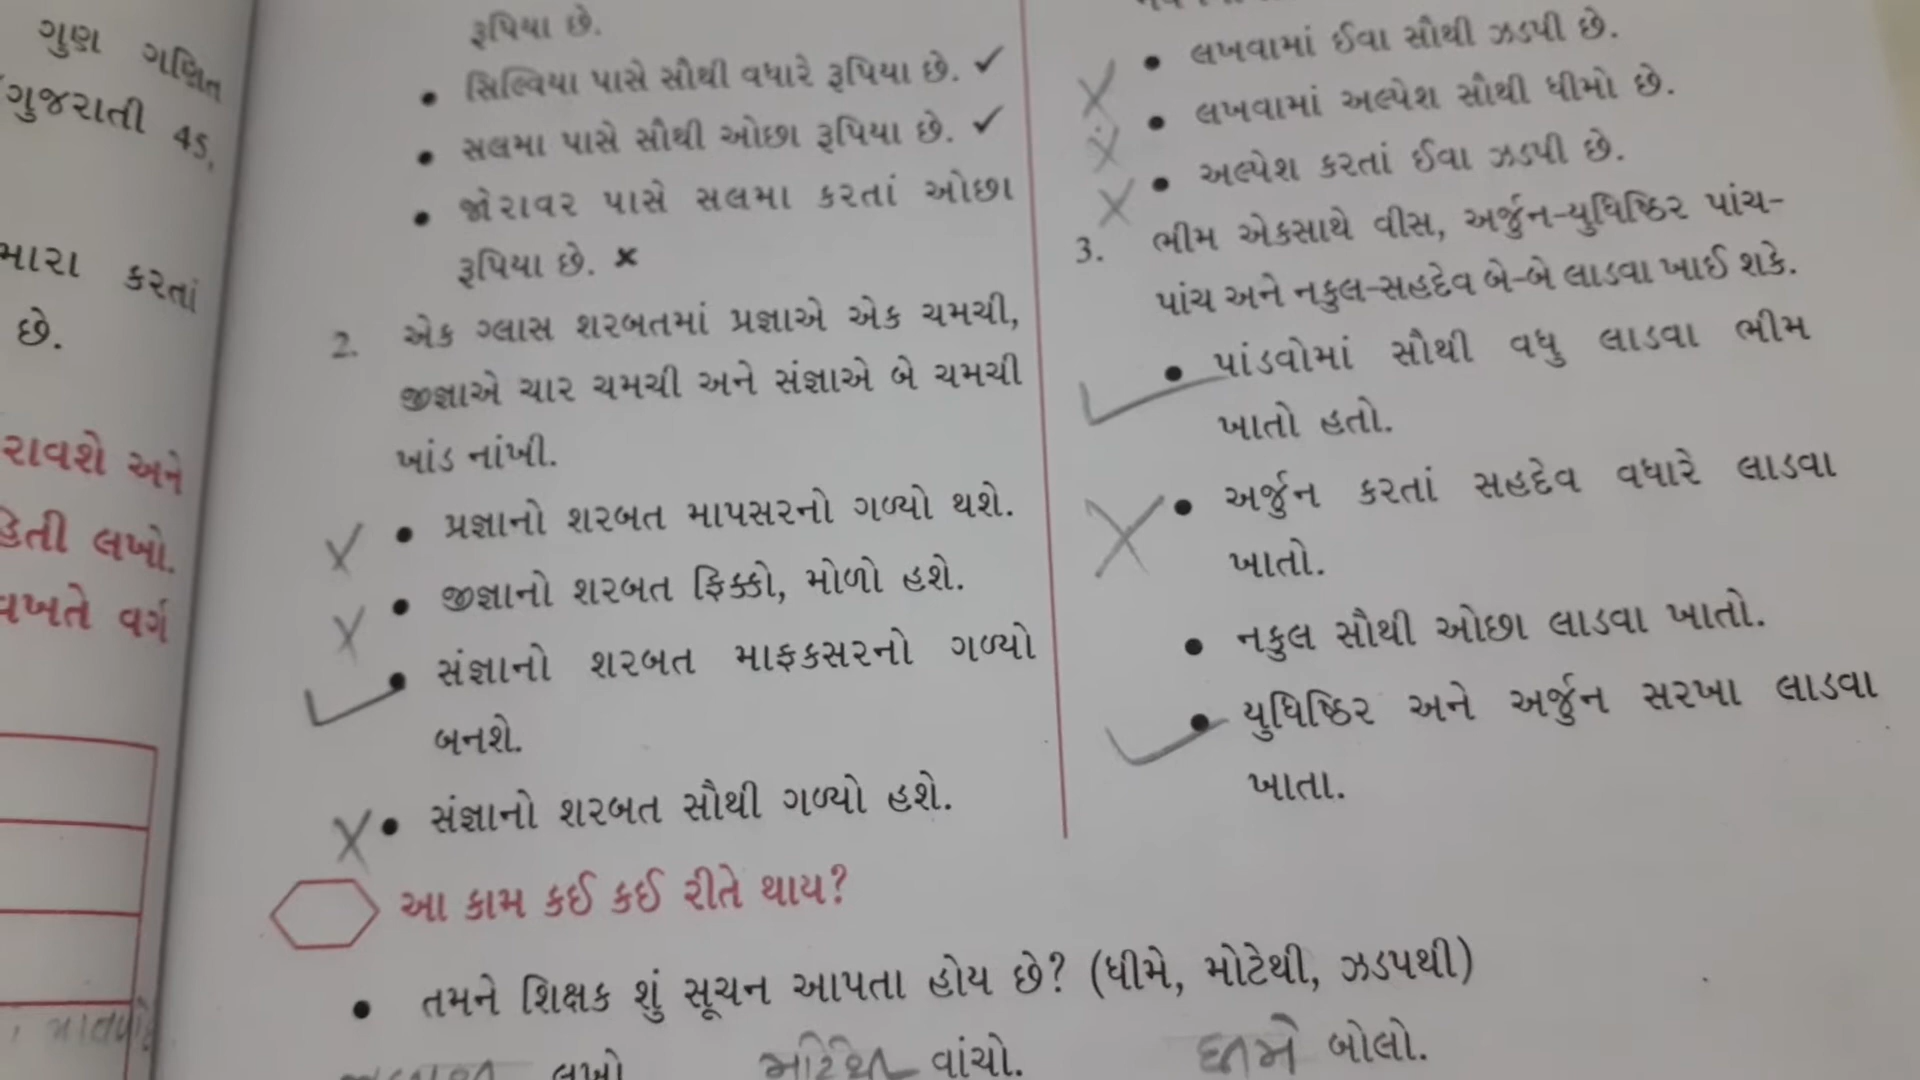 ગુણ ગણિત
ગુજરાતી 45,
મારા કરતાં
છે.
રાવશે અને
લખો.
વખતે વર્ગ
રૂપિયા છે.
• સિલ્વિયા પાસે સૌથી વધારે રૂપિયા છે. ✓
• સલમા પાસે સૌથી ઓછા રૂપિયા છે. ✓
• જોરાવર પાસે સલમા કરતાં ઓછા
રૂપિયા છે. ×
2. એક ગ્લાસ શરબતમાં પ્રજ્ઞાએ એક ચમચી,
જીજ્ઞાએ ચાર ચમચી અને સંજ્ઞાએ બે ચમચી
ખાંડ નાંખી.
• પ્રજ્ઞાનો શરબત માપસરનો ગળ્યો થશે.
• જીજ્ઞાનો શરબત ફિક્કો, મોળો હશે.
• સંજ્ઞાનો શરબત માફકસરનો ગળ્યો
બનશે.
• સંજ્ઞાનો શરબત સૌથી ગળ્યો હશે.
• લખવામાં ઈવા સૌથી ઝડપી છે.
• લખવામાં અલ્પેશ સૌથી ધીમો છે.
• અલ્પેશ કરતાં ઈવા ઝડપી છે.
3. ભીમ એકસાથે વીસ, અર્જુન-યુધિષ્ઠિર પાંચ-
પાંચ અને નકુલ-સહદેવ બે-બે લાડવા ખાઈ શકે.
• પાંડવોમાં સૌથી વધુ લાડવા ભીમ
ખાતો હતો.
• અર્જુન કરતાં સહદેવ વધારે લાડવા
ખાતો.
• નકુલ સૌથી ઓછા લાડવા ખાતો.
• યુધિષ્ઠિર અને અર્જુન સરખા લાડવા
ખાતા.
આ કામ કઈ કઈ રીતે થાય?
• તમને શિક્ષક શું સૂચન આપતા હોય છે? (ધીમે, મોટેથી, ઝડપથી)
લખો મોટેથી વાંચો. ધીમે બોલો.